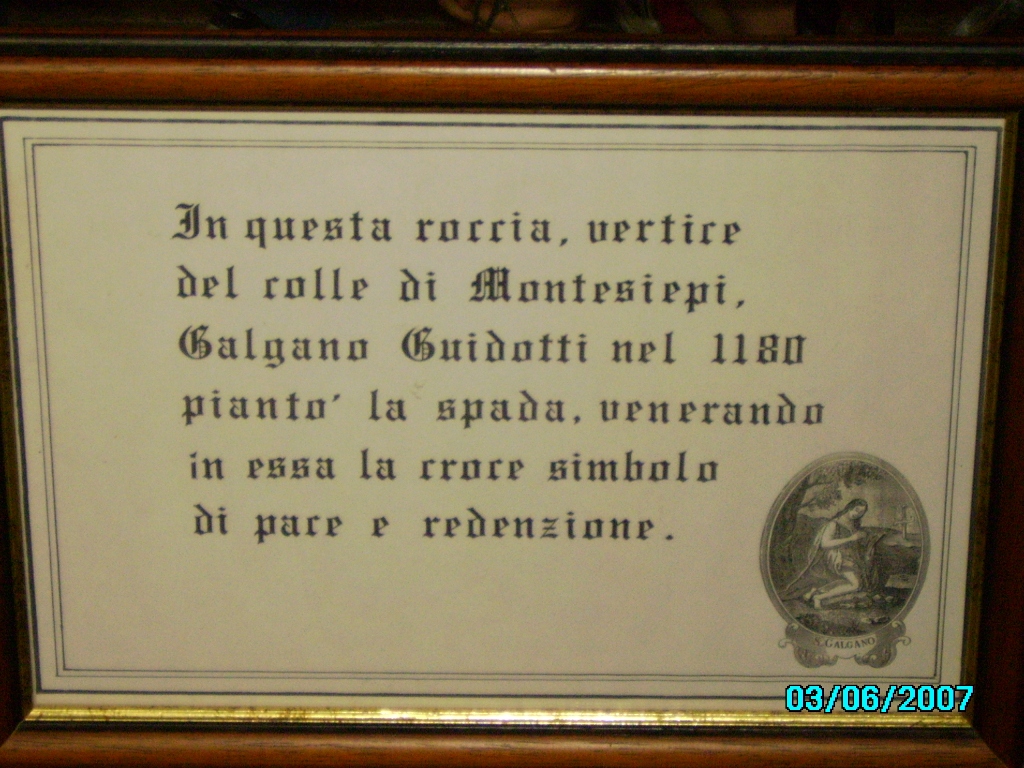 In questa roccia, vertice
del colle di Montesiepi,
Galgano Guidotti nel 1180
pianto' la spada, venerando
in essa la croce simbolo
di pace e redenzione.
S. GALGANO
03/06/2007